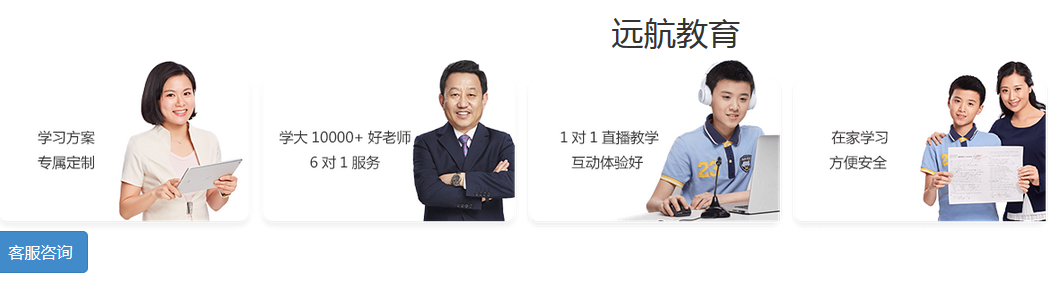 远航教育
学习方案
专属定制
学大 10000+ 好老师
6 对 1 服务
1 对 1 直播教学
互动体验好
在家学习
方便安全
客服咨询